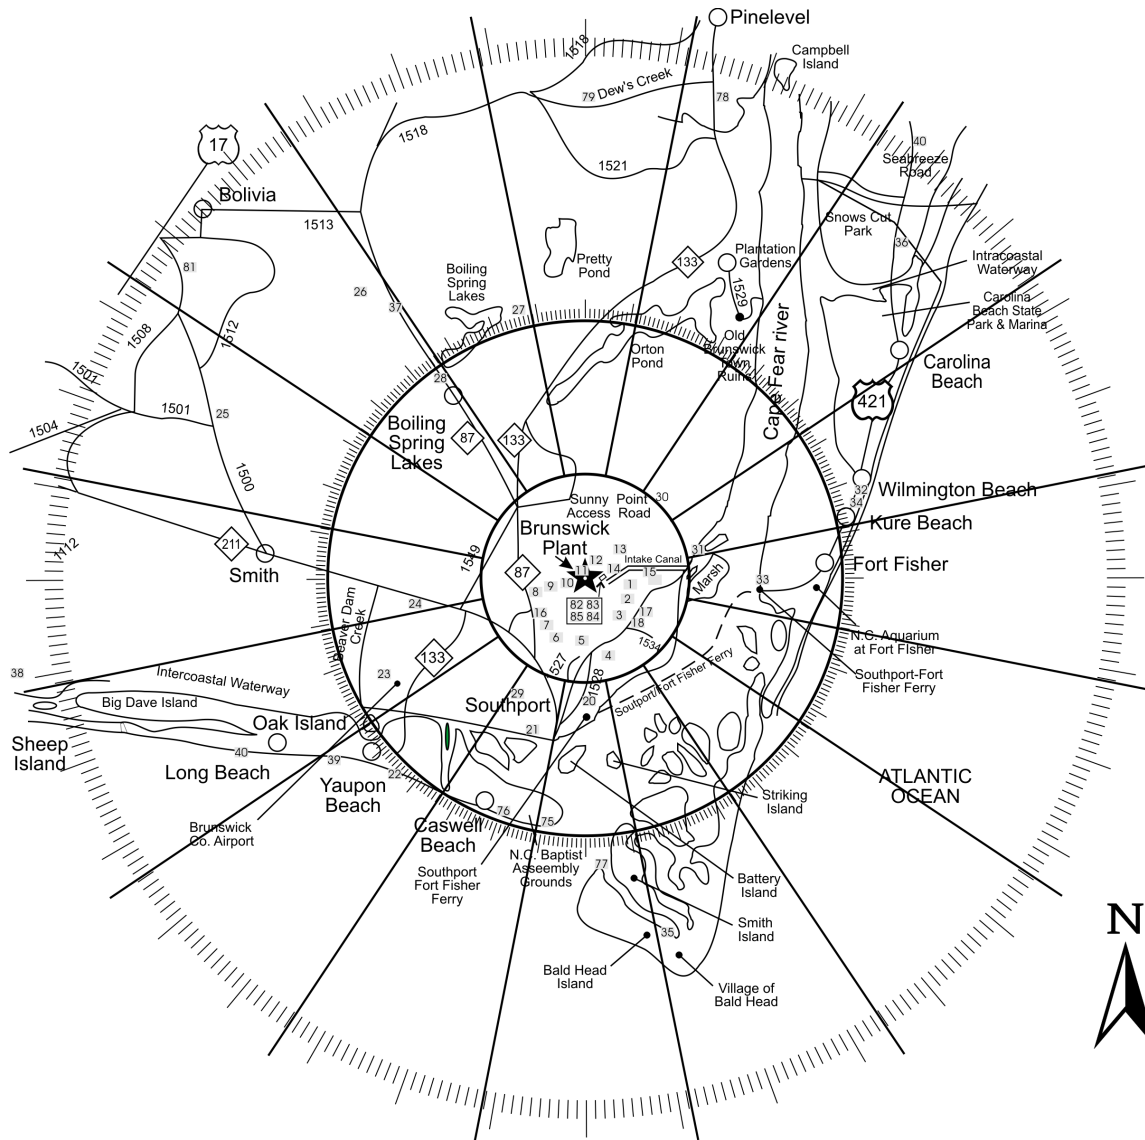 Pinelevel
1518
Campbell
Island
79
Dew's Creek
78
1518
17
40
Seabreeze
Road
1521
Bolivia
1513
Snows Cut
Park
36
81
26
37
Boiling
Spring
Lakes
27
Pretty
Pond
133
Plantation
Gardens
1529
Intracoastal
Waterway
Carolina
Beach State
Park & Marina
1508
1512
Orton
Pond
Old
Brunswick
Town
Ruins
Cape Fear river
Carolina
Beach
1501
28
1501
25
1504
Boiling
Spring
Lakes
87
133
421
1500
Sunny
Access
Point
Road
30
32
34
Wilmington Beach
Kure Beach
Brunswick
Plant
211
1112
Smith
1549
87
13
12
11
14
Intake Canal
15
31
Marsh
Fort Fisher
33
8
9
10
1
2
82 83
85 84
16
7
6
5
3
17
18
4
1534
24
Beaver Dam
Creek
N.C. Aquarium
at Fort FIsher
133
23
38
Intercoastal Waterway
Big Dave Island
1528
Soutport/Fort Fisher Ferry
Southport-Fort
Fisher Ferry
29
Southport
20
21
Oak Island
Sheep
Island
40
39
22
Long Beach
Yaupon
Beach
ATLANTIC
OCEAN
Striking
Island
76
75
Brunswick
Co. Airport
Caswell
Beach
N.C. Baptist
Asseembly
Grounds
77
Southport
Fort Fisher
Ferry
Battery
Island
Smith
Island
35
Bald Head
Island
Village of
Bald Head
N